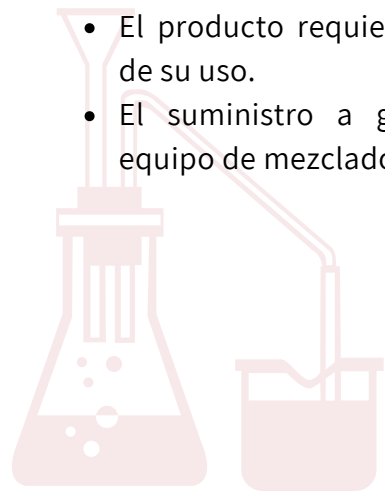 • El producto requie
de su uso.
• El suministro a g
equipo de mezclado